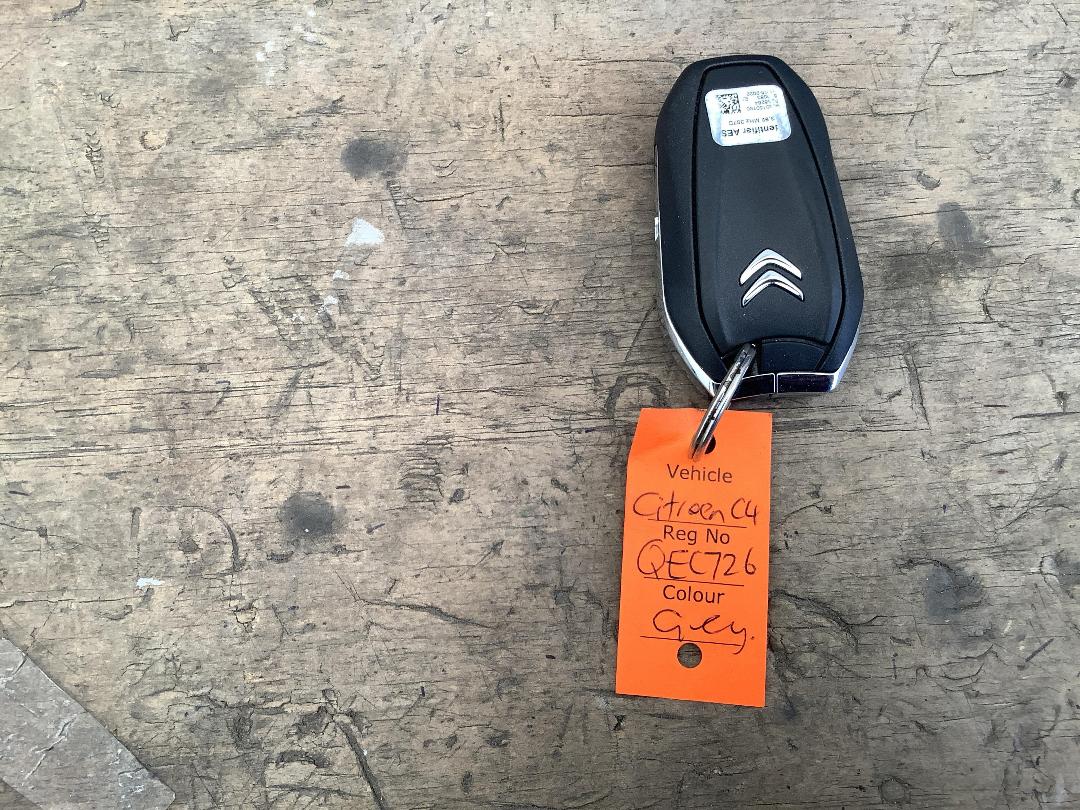 Identifier AES
Vehicle
Citroen C4
Reg No
QEC726
Colour
Grey.